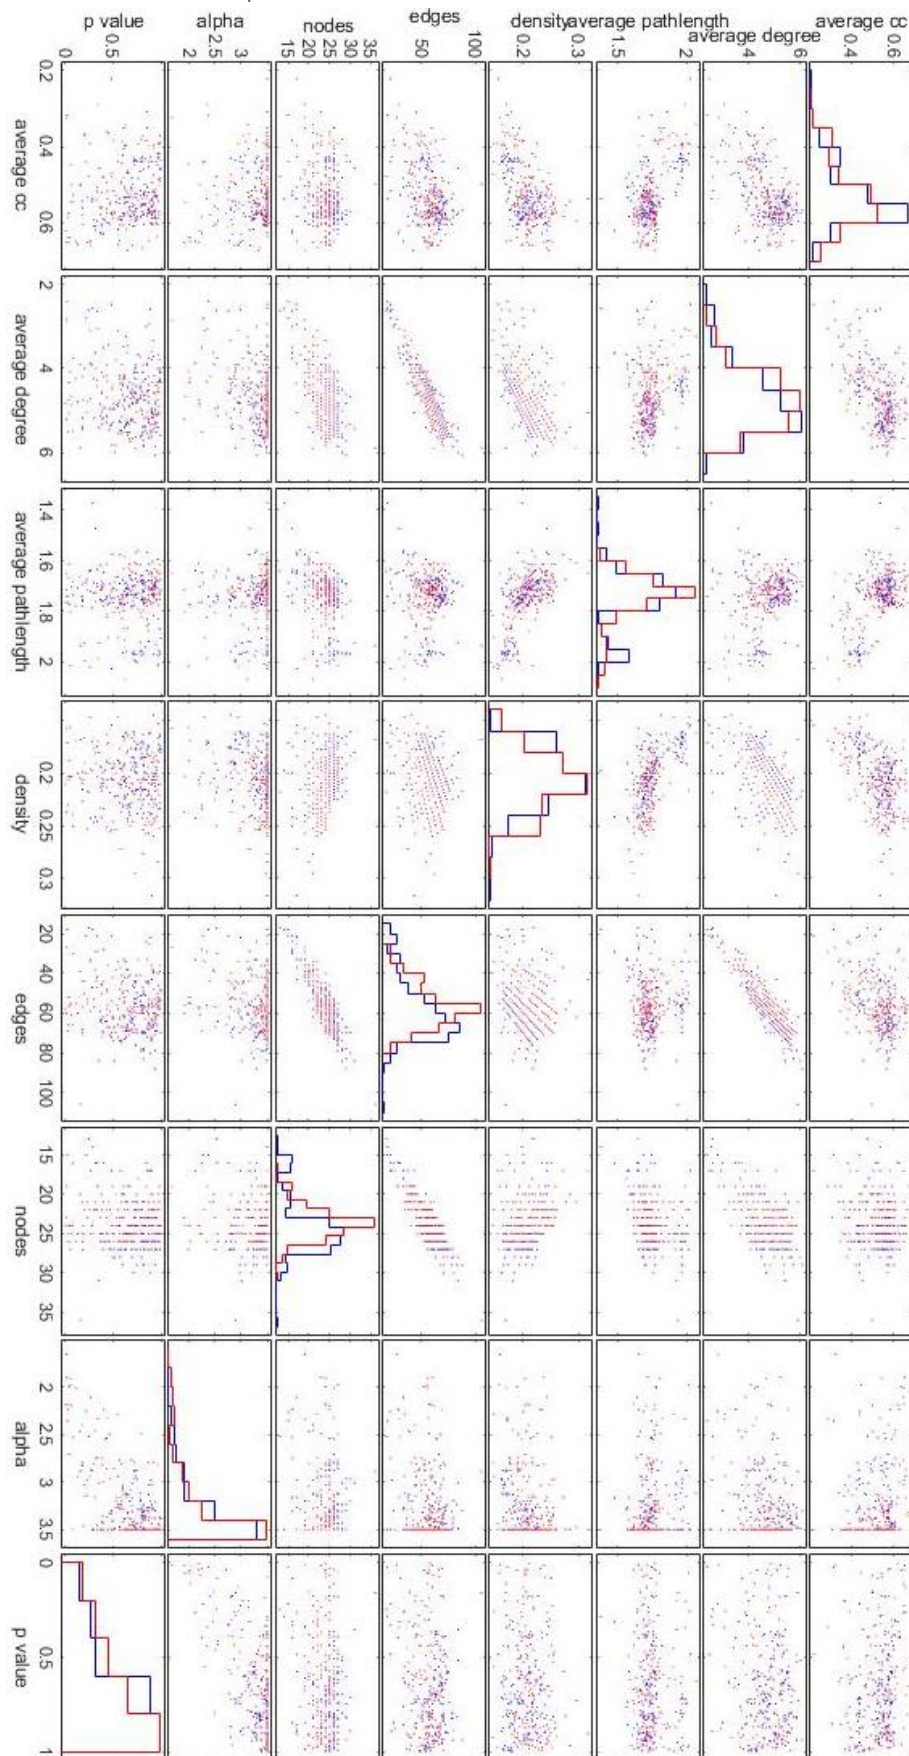 p value alpha nodes edges density average pathlength average degree average cc
0 0.5 2 2.5 3 15 20 25 30 35 50 100 0.2 0.3 1.5 2 4 6 0.4 0.6
0.2 0.4 0.6
average cc
2 4 6
average degree
1.4 1.6 1.8 2
average pathlength
0.2 0.25 0.3
density
20 40 60 80 100
edges
15 20 25 30 35
nodes
2 2.5 3 3.5
alpha
0 0.5 1
p value